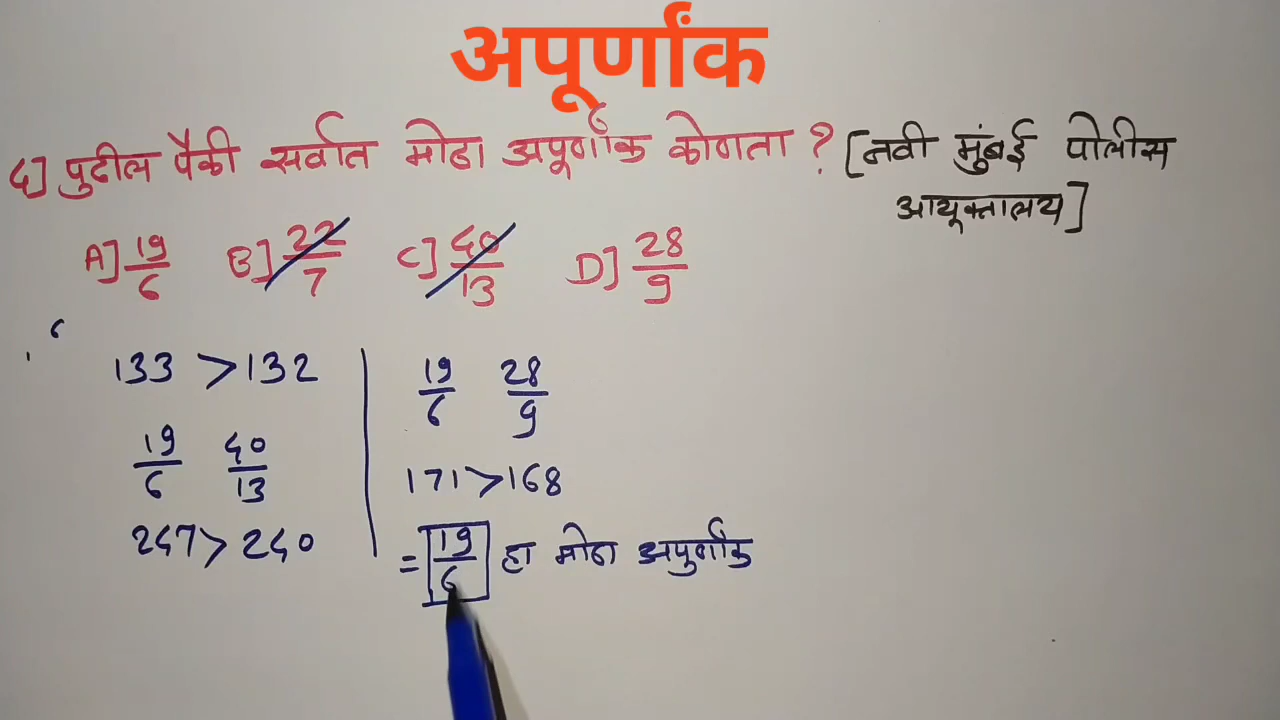 अपूर्णांक
५] पुढील पैकी सर्वात मोठा अपूर्णांक कोणता ? [नवी मुंबई पोलीस
आयूक्तालय]
A] 19/6 B] 22/7 C] 40/13 D] 28/9
133 > 132
19/6 40/13
247 > 240
19/6 28/9
171 > 168
= 19/6 हा मोठा अपुर्णांक